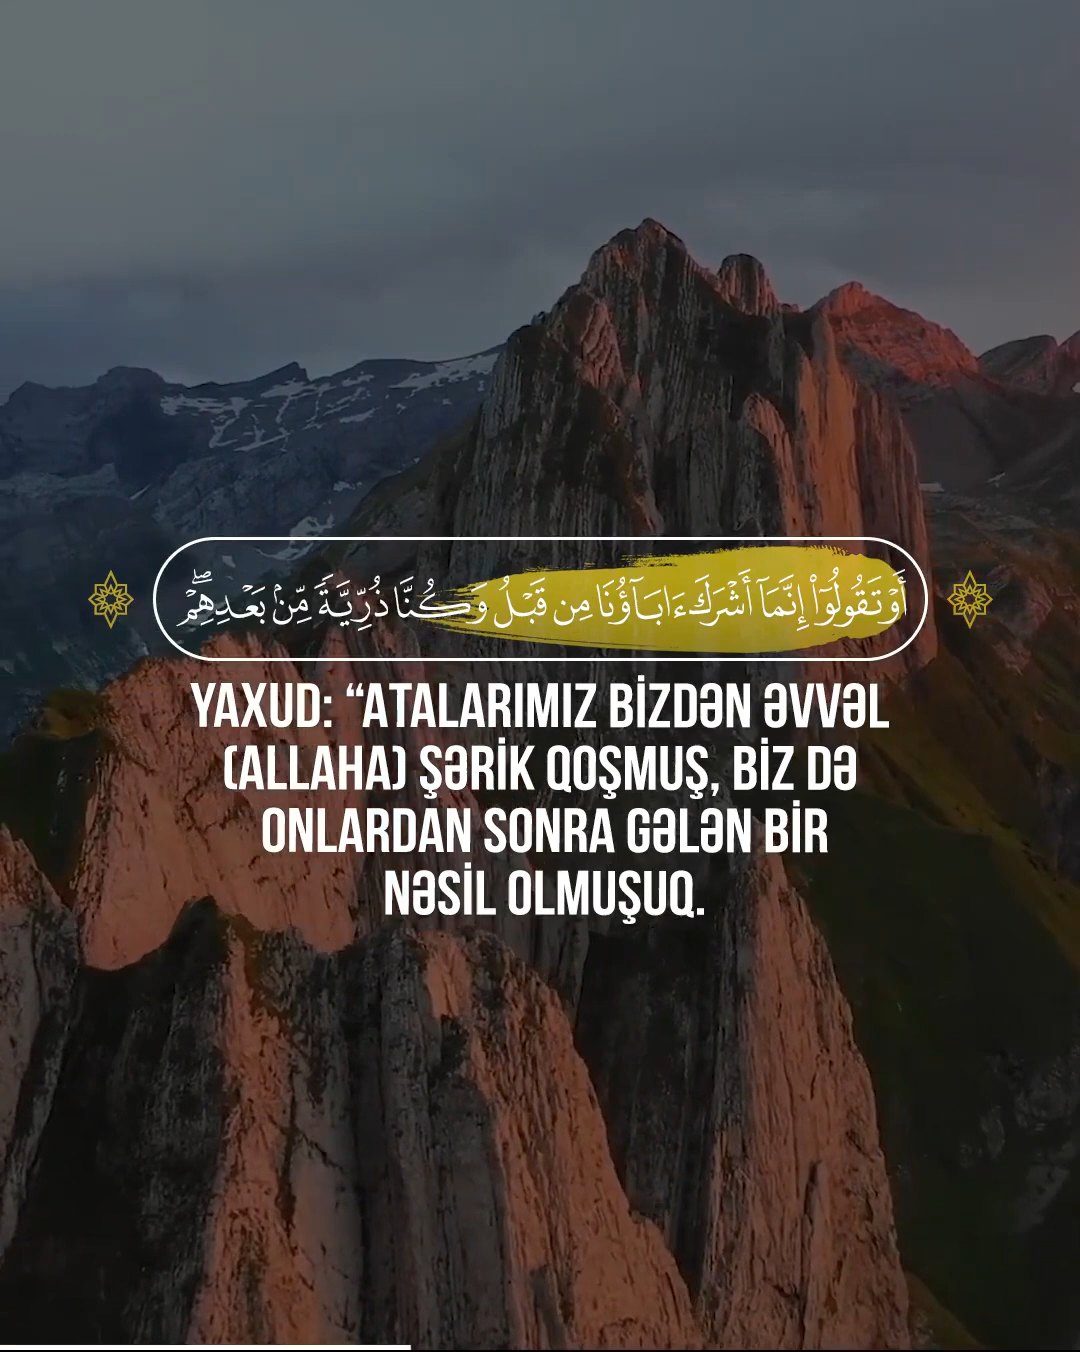 أَوۡ تَقُولُوٓاْ إِنَّمَآ أَشۡرَكَ ءَابَآؤُنَا مِن قَبۡلُ وَكُنَّا ذُرِّيَّةٗ مِّنۢ بَعۡدِهِمۡۖ
YAXUD: “ATALARIMIZ BİZDƏN ƏVVƏL
(ALLAHA) ŞƏRİK QOŞMUŞ, BİZ DƏ
ONLARDAN SONRA GƏLƏN BİR
NƏSİL OLMUŞUQ.